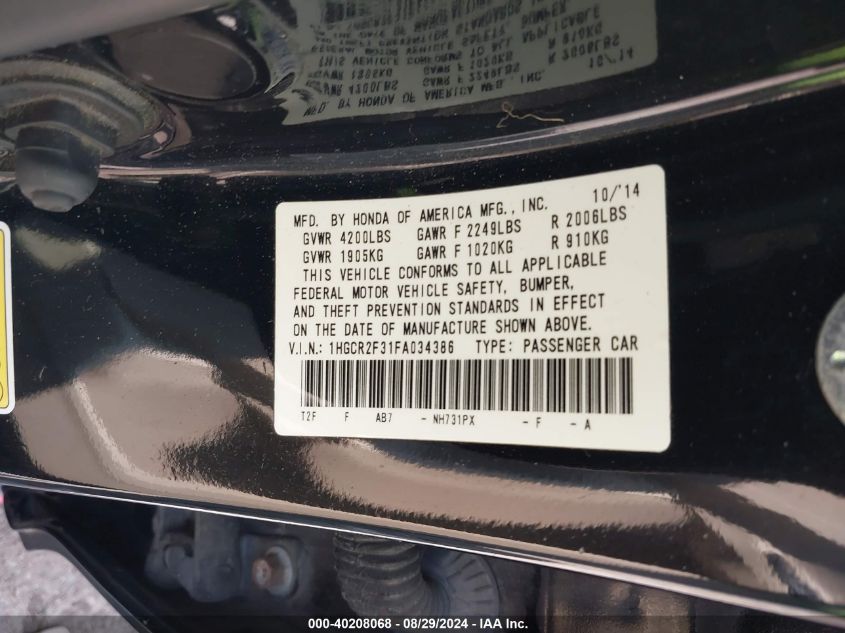 MFD. BY HONDA OF AMERICA MFG., INC. 10/'14
GVWR 4200LBS GAWR F 2249LBS R 2006LBS
GVWR 1905KG GAWR F 1020KG R 910KG
THIS VEHICLE CONFORMS TO ALL APPLICABLE
FEDERAL MOTOR VEHICLE SAFETY, BUMPER,
AND THEFT PREVENTION STANDARDS IN EFFECT
ON THE DATE OF MANUFACTURE SHOWN ABOVE.
V.I.N.: 1HGCR2F31FA034386 TYPE: PASSENGER CAR
T2F F AB7 - NH731PX - F - A
000-40208068 - 08/29/2024 - IAA Inc.